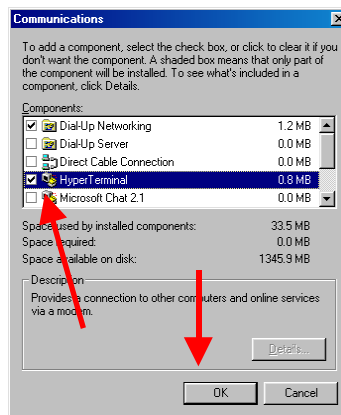 Communications
To add a component, select the check box, or click to clear it if you
don't want the component. A shaded box means that only part of
the component will be installed. To see what's included in a
component, click Details.
Components:
Dial-Up Networking 1.2 MB
Dial-Up Server 0.0 MB
Direct Cable Connection 0.0 MB
HyperTerminal 0.8 MB
Microsoft Chat 2.1 0.0 MB
Space used by installed components: 33.5 MB
Space required: 0.0 MB
Space available on disk: 1345.9 MB
Description
Provides a connection to other computers and online services
via a modem.
Details...
OK Cancel